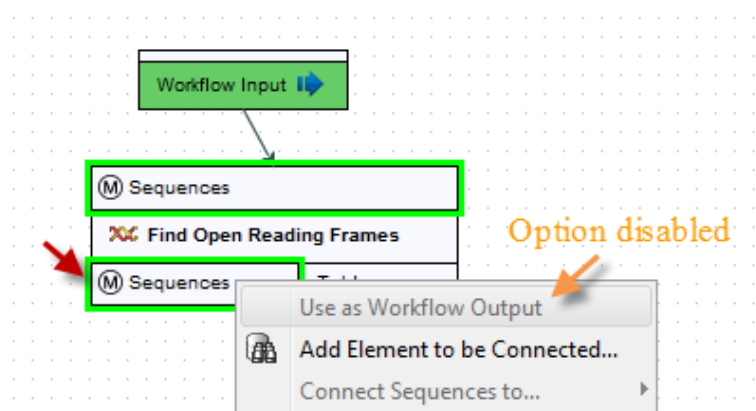 Workflow Input
M Sequences
Find Open Reading Frames
Option disabled
M Sequences
Use as Workflow Output
Add Element to be Connected...
Connect Sequences to...